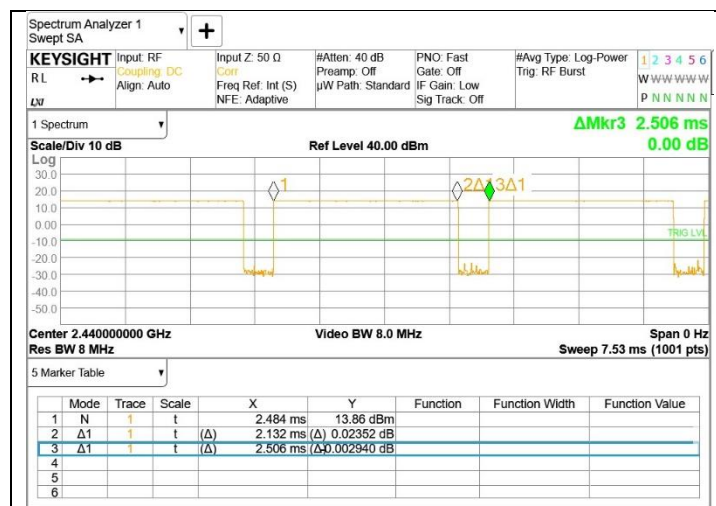 Spectrum Analyzer 1
Swept SA
+
KEYSIGHT Input: RF Input Z: 50 Ω #Atten: 40 dB PNO: Fast #Avg Type: Log-Power 1 2 3 4 5 6
RL Coupling: DC Corr Preamp: Off Gate: Off Trig: RF Burst W W W W W W
Align: Auto Freq Ref: Int (S) µW Path: Standard IF Gain: Low
LXI NFE: Adaptive Sig Track: Off P N N N N N
1 Spectrum ΔMkr3 2.506 ms
Scale/Div 10 dB Ref Level 40.00 dBm 0.00 dB
Log
30.0
20.0 1 2Δ1 3Δ1
10.0
0.00
-10.0 TRIG LVL
-20.0
-30.0
-40.0
-50.0
Center 2.440000000 GHz Video BW 8.0 MHz Span 0 Hz
Res BW 8 MHz Sweep 7.53 ms (1001 pts)
5 Marker Table
Mode Trace Scale X Y Function Function Width Function Value
1 N 1 t 2.484 ms 13.86 dBm
2 Δ1 1 t (Δ) 2.132 ms (Δ) 0.02352 dB
3 Δ1 1 t (Δ) 2.506 ms (Δ) -0.002940 dB
4
5
6